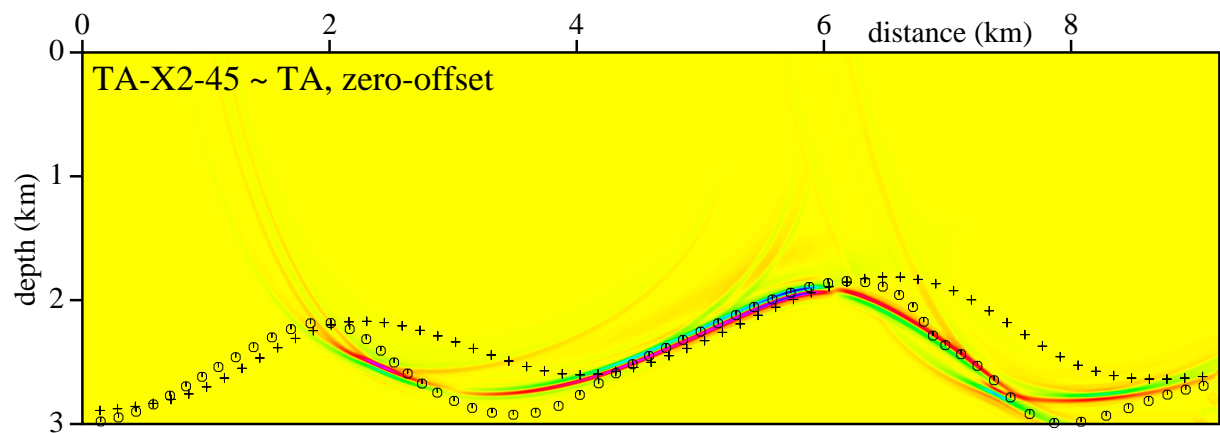 0 2 4 6 8
distance (km)
0
TA-X2-45 ~ TA, zero-offset
1
depth (km)
2
3